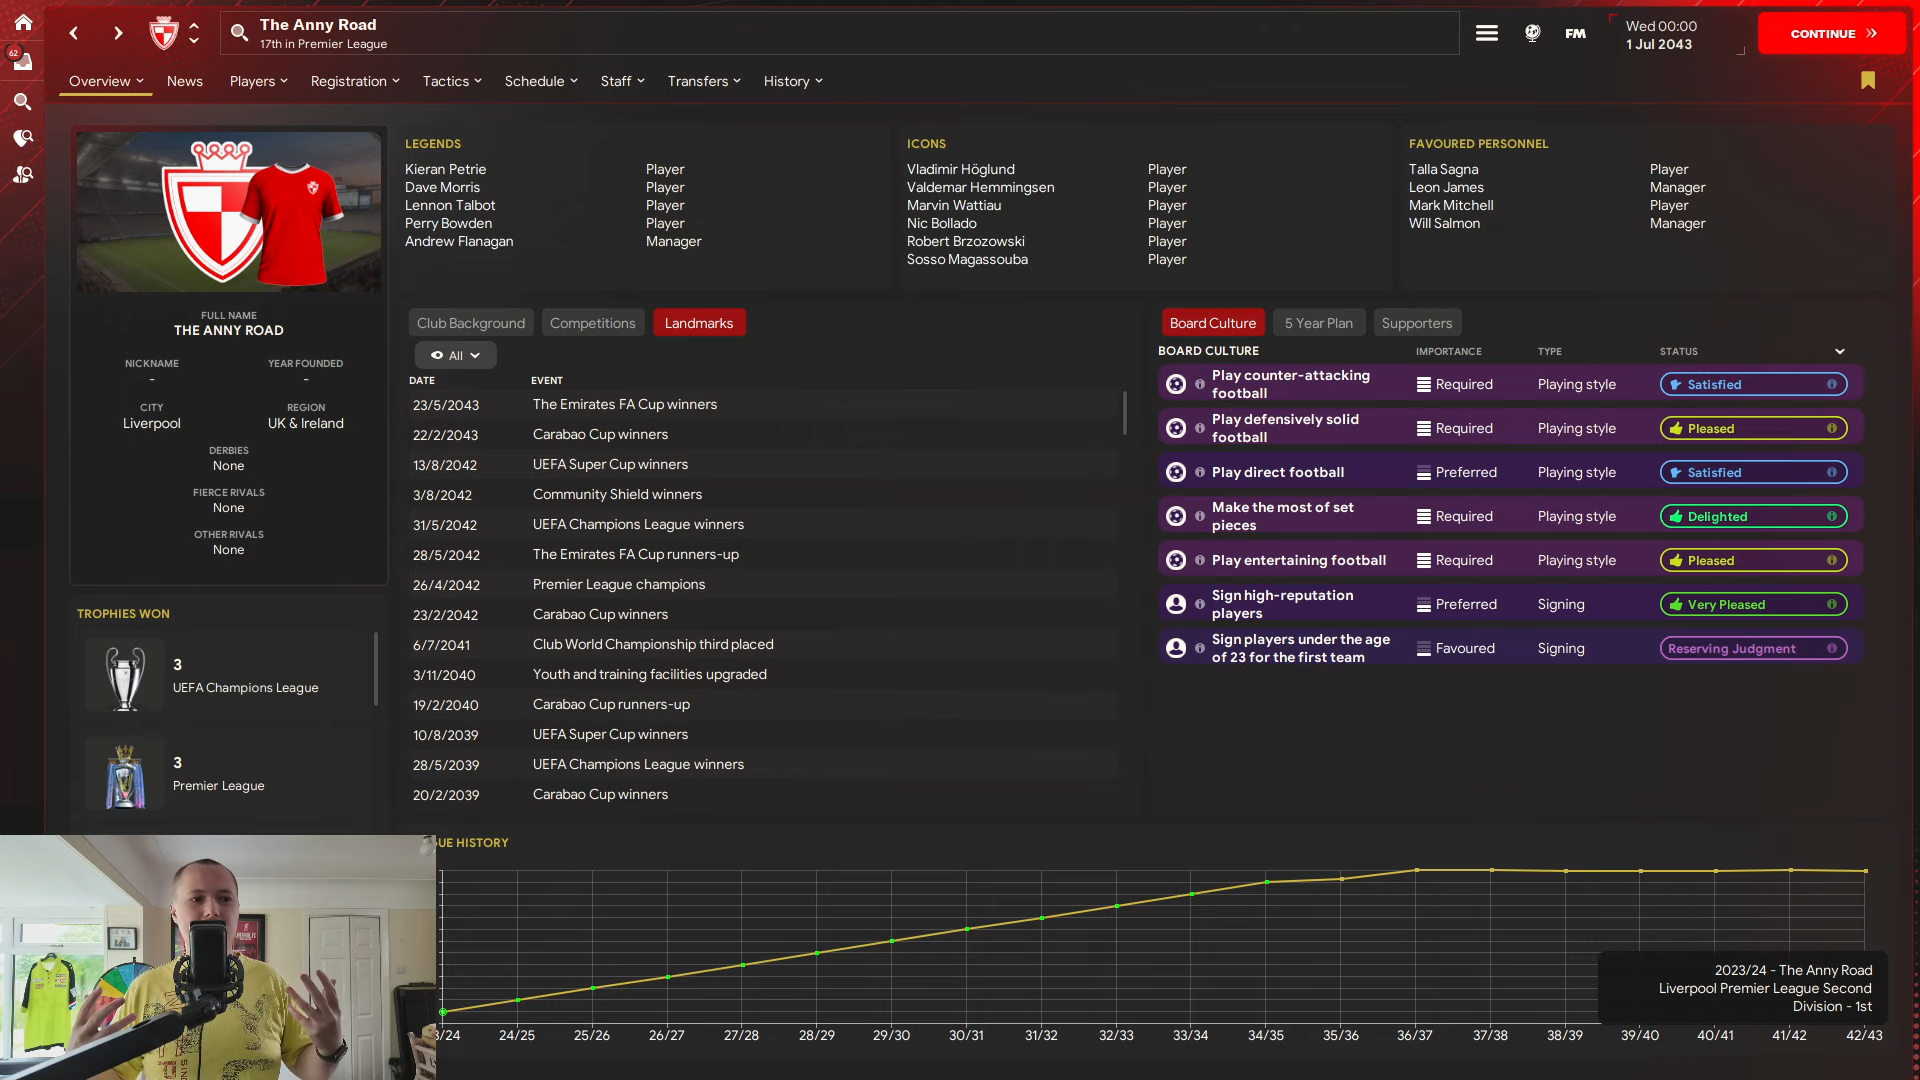 The Anny Road
17th in Premier League
FM
Wed 00:00
1 Jul 2043
CONTINUE
62
Overview
News
Players
Registration
Tactics
Schedule
Staff
Transfers
History
FULL NAME
THE ANNY ROAD
NICKNAME
YEAR FOUNDED
-
-
CITY
REGION
Liverpool
UK & Ireland
DERBIES
None
FIERCE RIVALS
None
OTHER RIVALS
None
TROPHIES WON
3
UEFA Champions League
3
Premier League
LEGENDS
Kieran Petrie Player
Dave Morris Player
Lennon Talbot Player
Perry Bowden Player
Andrew Flanagan Manager
ICONS
Vladimir Höglund Player
Valdemar Hemmingsen Player
Marvin Wattiau Player
Nic Bollado Player
Robert Brzozowski Player
Sosso Magassouba Player
FAVOURED PERSONNEL
Talla Sagna Player
Leon James Manager
Mark Mitchell Player
Will Salmon Manager
Club Background Competitions Landmarks
All
DATE EVENT
23/5/2043 The Emirates FA Cup winners
22/2/2043 Carabao Cup winners
13/8/2042 UEFA Super Cup winners
3/8/2042 Community Shield winners
31/5/2042 UEFA Champions League winners
28/5/2042 The Emirates FA Cup runners-up
26/4/2042 Premier League champions
23/2/2042 Carabao Cup winners
6/7/2041 Club World Championship third placed
3/11/2040 Youth and training facilities upgraded
19/2/2040 Carabao Cup runners-up
10/8/2039 UEFA Super Cup winners
28/5/2039 UEFA Champions League winners
20/2/2039 Carabao Cup winners
Board Culture 5 Year Plan Supporters
BOARD CULTURE IMPORTANCE TYPE STATUS
Play counter-attacking
football
Required Playing style Satisfied
Play defensively solid
football
Required Playing style Pleased
Play direct football Preferred Playing style Satisfied
Make the most of set
pieces
Required Playing style Delighted
Play entertaining football Required Playing style Pleased
Sign high-reputation
players
Preferred Signing Very Pleased
Sign players under the age
of 23 for the first team
Favoured Signing Reserving Judgment
UE HISTORY
2023/24 - The Anny Road
Liverpool Premier League Second
Division - 1st
3/24 24/25 25/26 26/27 27/28 28/29 29/30 30/31 31/32 32/33 33/34 34/35 35/36 36/37 37/38 38/39 39/40 40/41 41/42 42/43